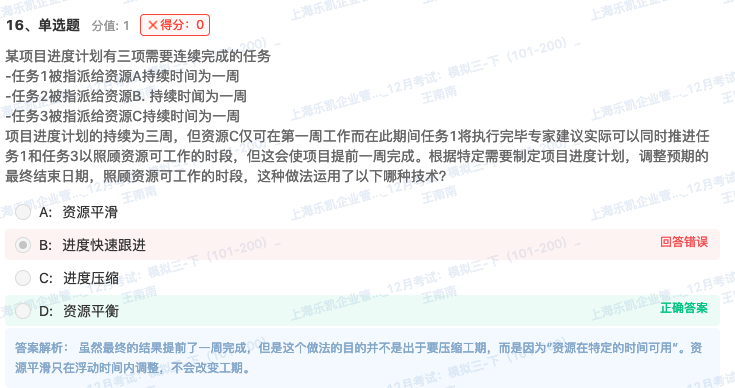 16、单选题 分值: 1 ×得分：0
某项目进度计划有三项需要连续完成的任务
-任务1被指派给资源A持续时间为一周
-任务2被指派给资源B. 持续时闻为一周
-任务3被指派给资源C持续时间为一周
项目进度计划的持续为三周，但资源C仅可在第一周工作而在此期间任务1将执行完毕专家建议实际可以同时推进任
务1和任务3以照顾资源可工作的时段，但这会使项目提前一周完成。根据特定需要制定项目进度计划，调整预期的
最终结束日期，照顾资源可工作的时段，这种做法运用了以下哪种技术?
A: 资源平滑
B: 进度快速跟进 回答错误
C: 进度压缩
D: 资源平衡 正确答案
答案解析： 虽然最终的结果提前了一周完成，但是这个做法的目的并不是出于要压缩工期，而是因为“资源在特定的时间可用”。资
源平滑只在浮动时间内调整，不会改变工期。
上海乐凯企业管..._12月考试：模拟三-下（101-200）_
王南南